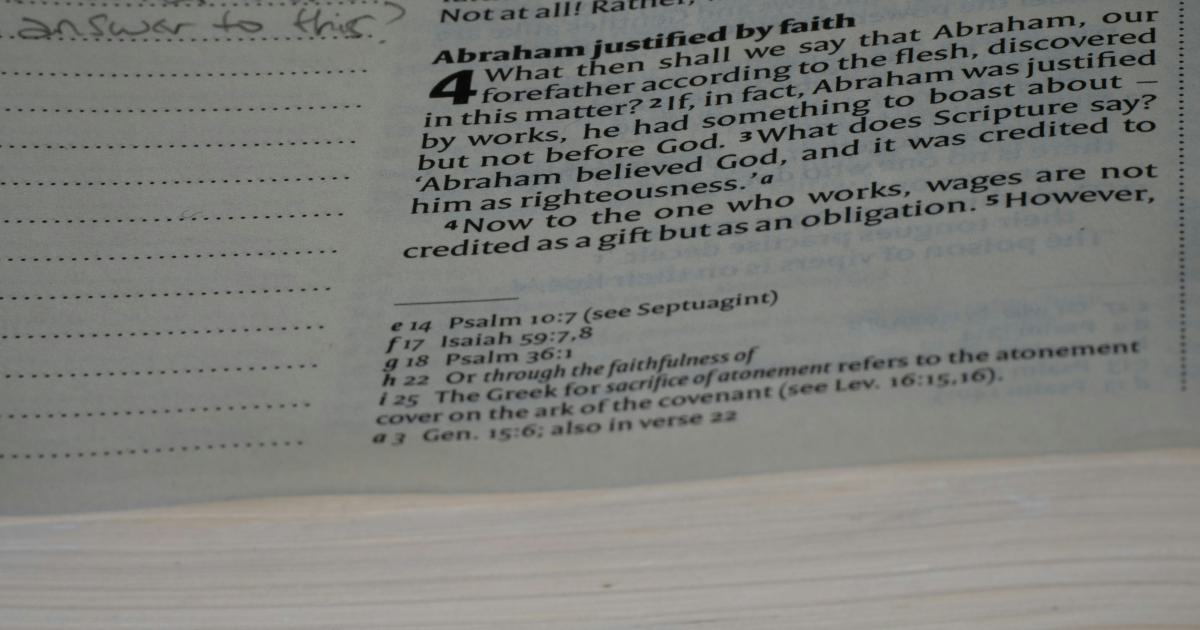 answer to this?
Not at all! Rather,
Abraham justified by faith
4 What then shall we say that Abraham, our
forefather according to the flesh, discovered
in this matter? 2 If, in fact, Abraham was justified
by works, he had something to boast about –
but not before God. 3 What does Scripture say?
‘Abraham believed God, and it was credited to
him as righteousness.’ a
4 Now to the one who works, wages are not
credited as a gift but as an obligation. 5 However,
e 14 Psalm 10:7 (see Septuagint)
f 17 Isaiah 59:7,8
g 18 Psalm 36:1
h 22 Or through the faithfulness of
i 25 The Greek for sacrifice of atonement refers to the atonement
cover on the ark of the covenant (see Lev. 16:15,16).
a 3 Gen. 15:6; also in verse 22